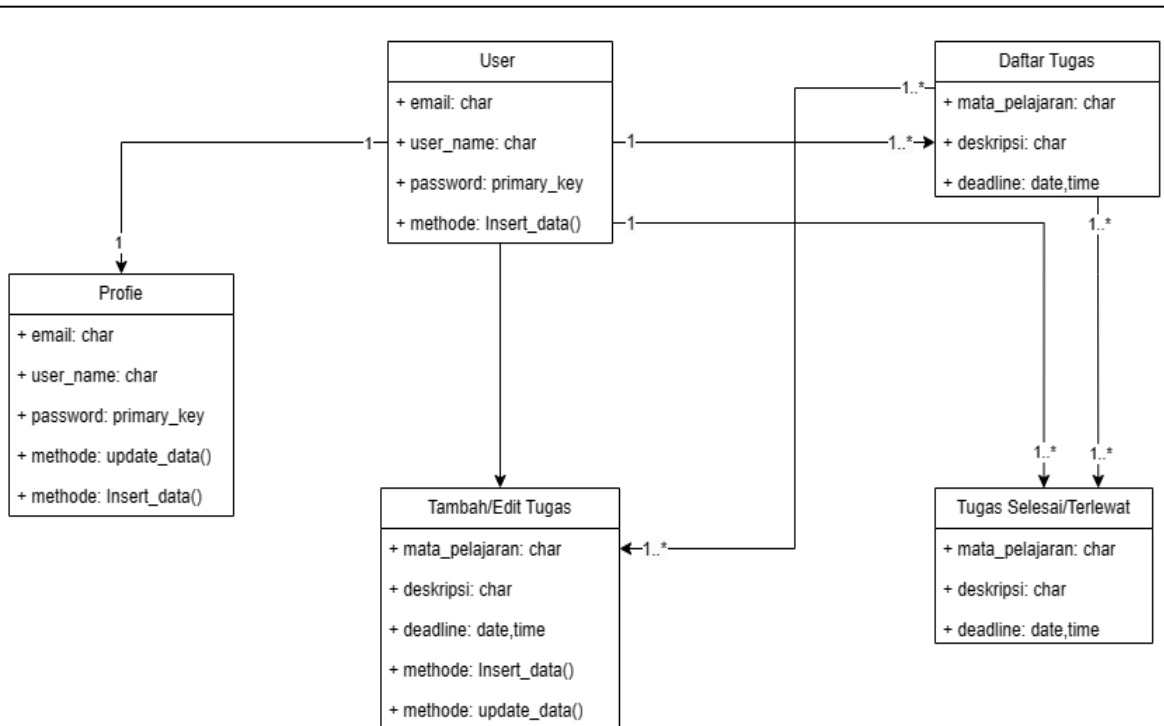 User
+ email: char
+ user_name: char
+ password: primary_key
+ methode: Insert_data()
Daftar Tugas
+ mata_pelajaran: char
+ deskripsi: char
+ deadline: date,time
1..*
1
1
1..*
1
1..*
1
Profie
+ email: char
+ user_name: char
+ password: primary_key
+ methode: update_data()
+ methode: Insert_data()
1..*
1..*
Tambah/Edit Tugas
+ mata_pelajaran: char
+ deskripsi: char
+ deadline: date,time
+ methode: Insert_data()
+ methode: update_data()
1..*
Tugas Selesai/Terlewat
+ mata_pelajaran: char
+ deskripsi: char
+ deadline: date,time